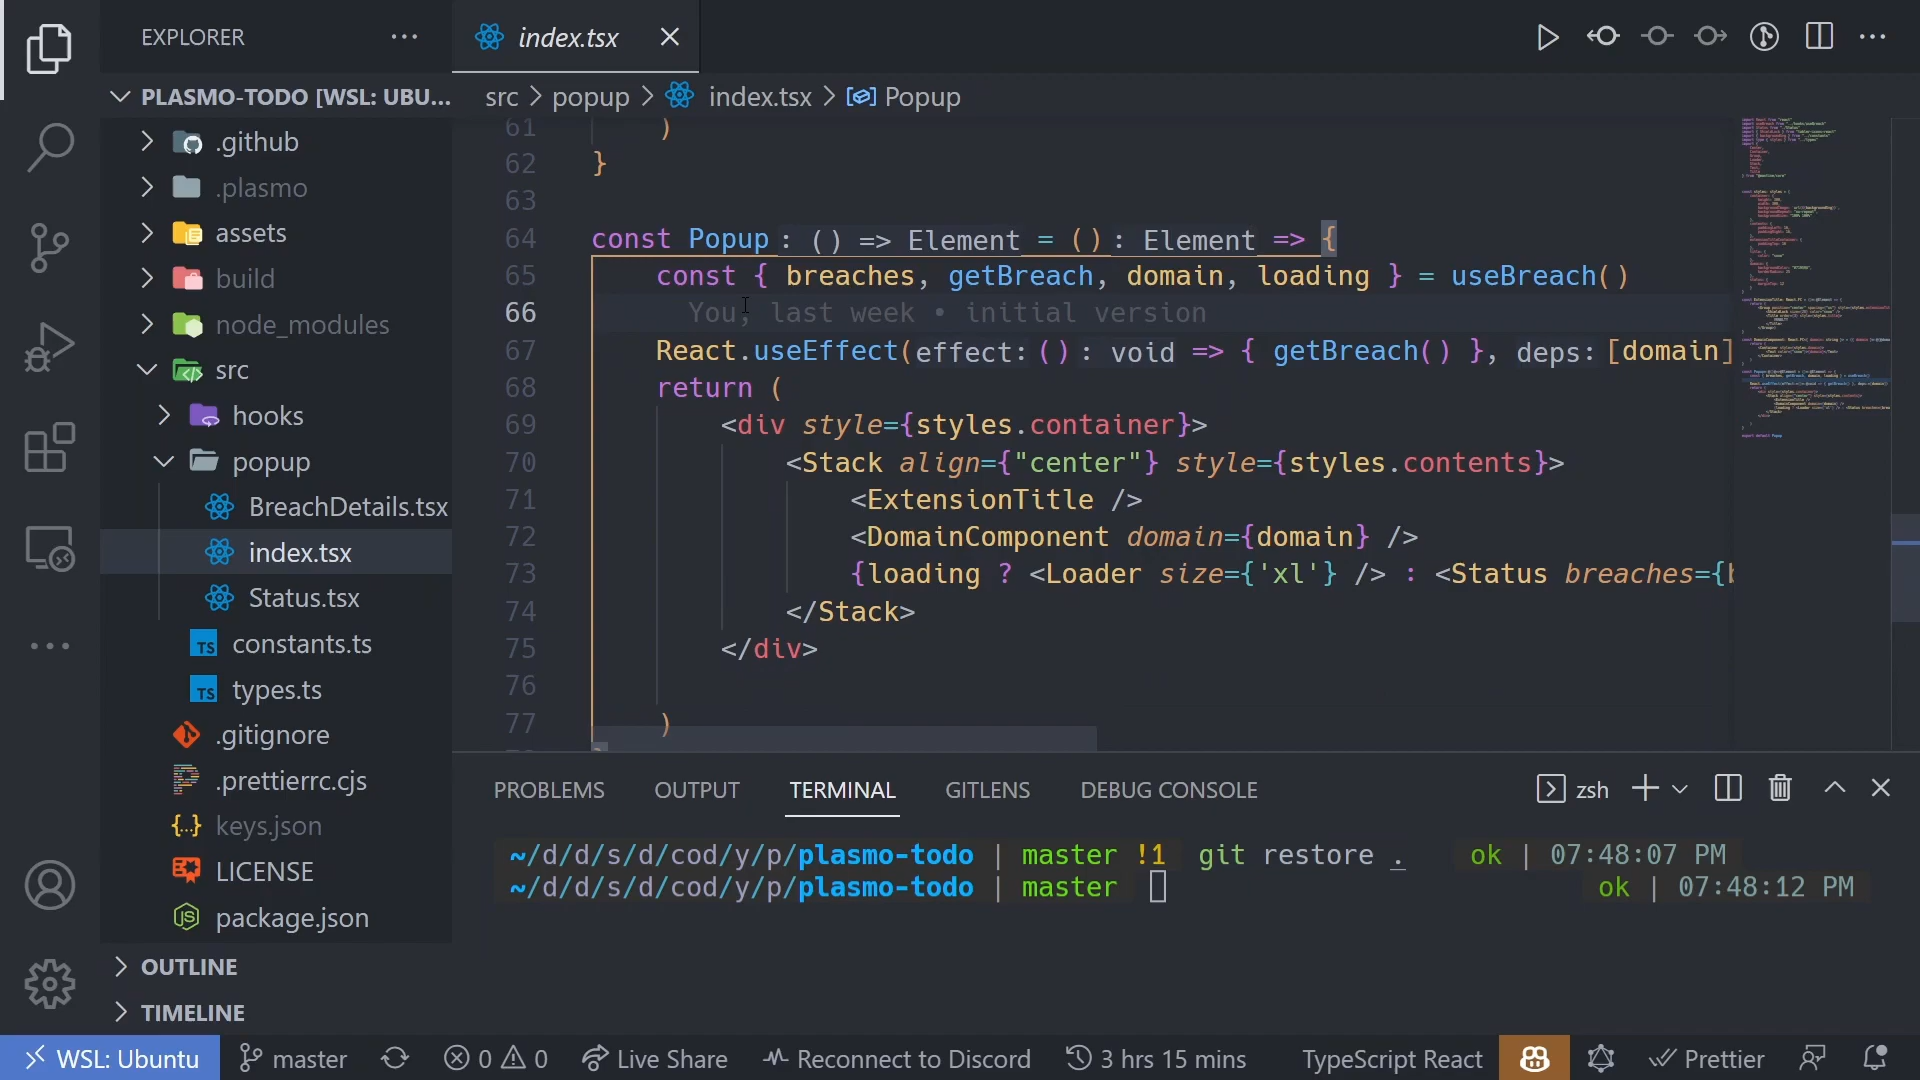 EXPLORER
index.tsx
PLASMO-TODO [WSL: UBU...
src > popup > index.tsx > Popup
.github
.plasmo
assets
build
node_modules
src
hooks
popup
BreachDetails.tsx
index.tsx
Status.tsx
constants.ts
types.ts
.gitignore
.prettierrc.cjs
keys.json
LICENSE
package.json
OUTLINE
TIMELINE
61 )
62 }
63
64 const Popup: () => Element = (): Element => {
65 const { breaches, getBreach, domain, loading } = useBreach()
66 You, last week • initial version
67 React.useEffect(effect: (): void => { getBreach() }, deps: [domain]
68 return (
69 <div style={styles.container}>
70 <Stack align={"center"} style={styles.contents}>
71 <ExtensionTitle />
72 <DomainComponent domain={domain} />
73 {loading ? <Loader size={'xl'} /> : <Status breaches={
74 </Stack>
75 </div>
76
77 )
PROBLEMS OUTPUT TERMINAL GITLENS DEBUG CONSOLE zsh
~/d/d/s/d/cod/y/p/plasmo-todo | master !1 git restore . ok | 07:48:07 PM
~/d/d/s/d/cod/y/p/plasmo-todo | master ok | 07:48:12 PM
WSL: Ubuntu master 0 0 Live Share Reconnect to Discord 3 hrs 15 mins TypeScript React Prettier